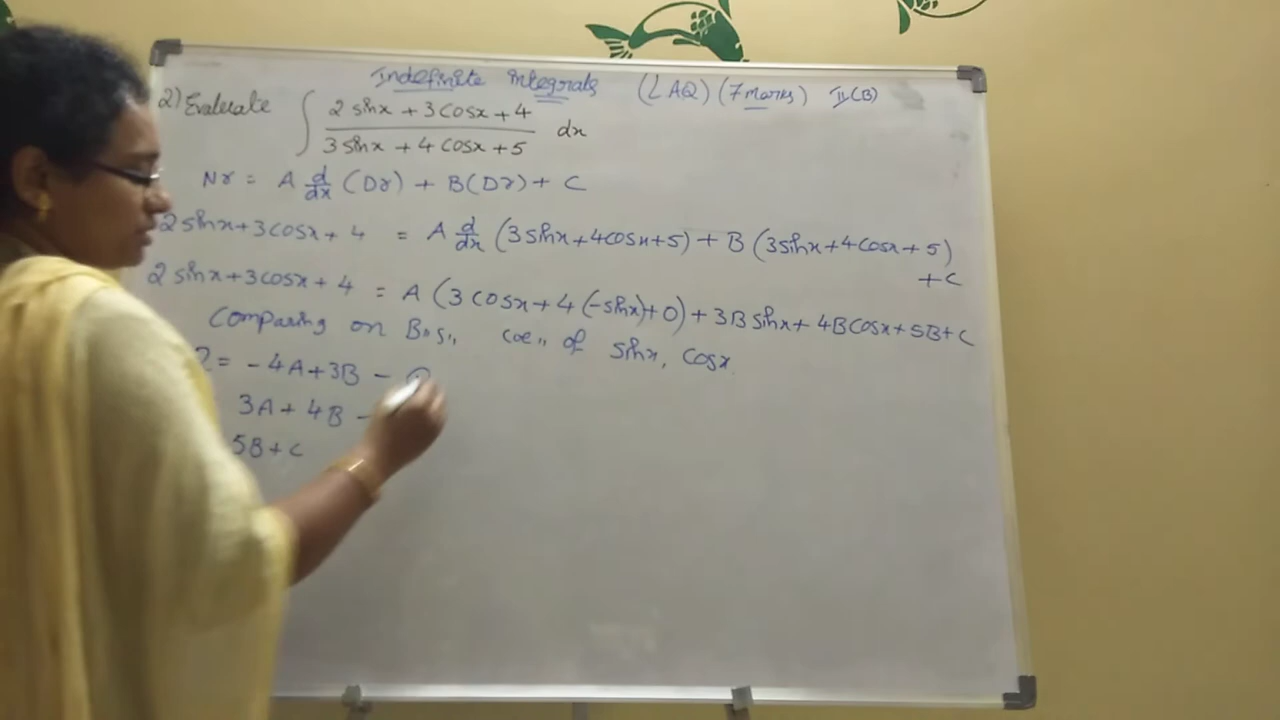 Indefinite integrals (LAQ) (7 marks) II(B)
2) Evaluate ∫ (2 sinx + 3 cosx + 4) / (3 sinx + 4 cosx + 5) dx
Nr = A d/dx (Dr) + B(Dr) + C
2 sinx + 3 cosx + 4 = A d/dx (3 sinx + 4 cosx + 5) + B (3 sinx + 4 cosx + 5)
+ C
2 sinx + 3 cosx + 4 = A (3 cosx + 4 (-sinx) + 0) + 3B sinx + 4B cosx + 5B + C
Comparing on B.S., coe" of sinx, cosx.
2 = -4A + 3B - ①
3A + 4B -
5B + C